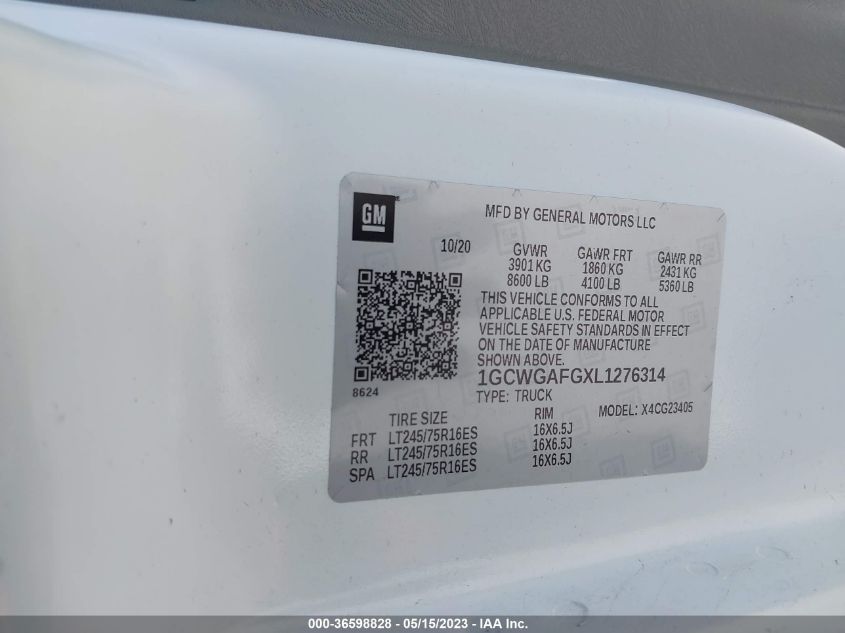 GM
MFD BY GENERAL MOTORS LLC
10/20 GVWR GAWR FRT GAWR RR
3901 KG 1860 KG 2431 KG
8600 LB 4100 LB 5360 LB
THIS VEHICLE CONFORMS TO ALL
APPLICABLE U.S. FEDERAL MOTOR
VEHICLE SAFETY STANDARDS IN EFFECT
ON THE DATE OF MANUFACTURE
SHOWN ABOVE.
8624
1GCWGAFGXL1276314
TYPE: TRUCK MODEL: X4CG23405
TIRE SIZE RIM
FRT LT245/75R16ES 16X6.5J
RR LT245/75R16ES 16X6.5J
SPA LT245/75R16ES 16X6.5J
000-36598828 - 05/15/2023 - IAA Inc.